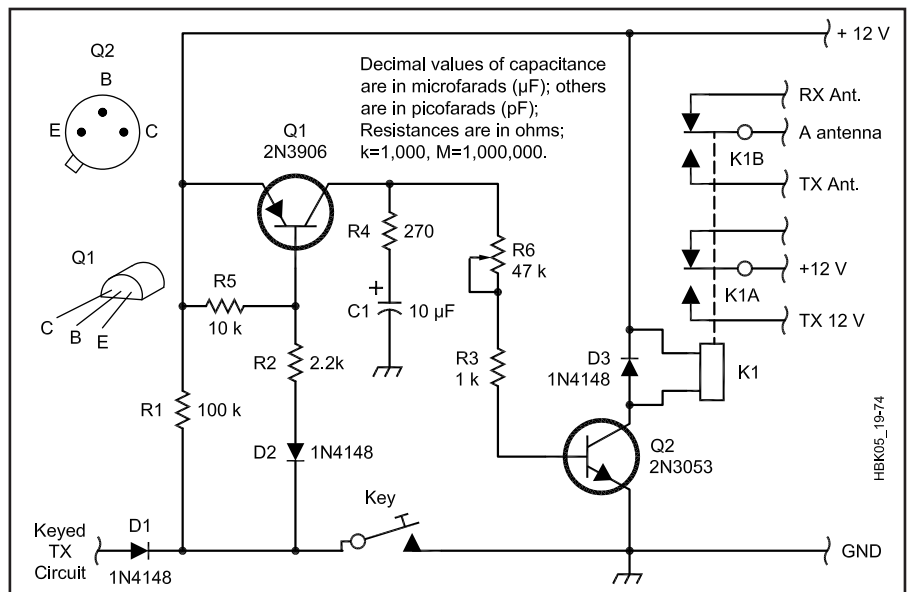 + 12 V
Q2
B
E
C
Decimal values of capacitance
are in microfarads (µF); others
are in picofarads (pF);
Resistances are in ohms;
k=1,000, M=1,000,000.
RX Ant.
A antenna
K1B
TX Ant.
Q1
2N3906
R4
270
R6
47 k
+12 V
K1A
TX 12 V
Q1
C
B
E
R5
10 k
+
C1
10 µF
R2
2.2k
R3
1 k
D3
1N4148
K1
R1
100 k
D2
1N4148
Q2
2N3053
HBK05_19-74
Key
Keyed
TX
Circuit
D1
1N4148
GND